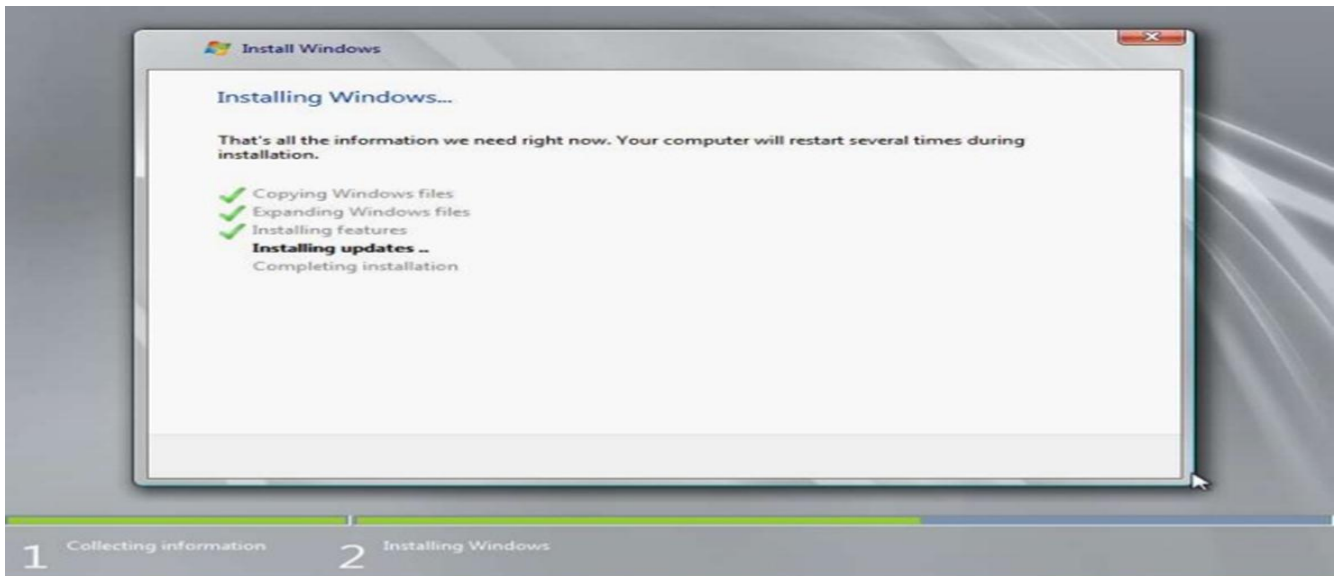 Install Windows
Installing Windows...
That's all the information we need right now. Your computer will restart several times during
installation.
Copying Windows files
Expanding Windows files
Installing features
Installing updates ..
Completing installation
1 Collecting information 2 Installing Windows